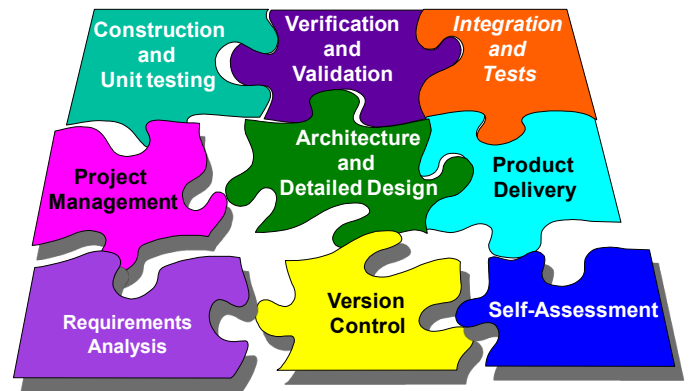 Construction
and
Unit testing
Verification
and
Validation
Integration
and
Tests
Project
Management
Architecture
and
Detailed Design
Product
Delivery
Requirements
Analysis
Version
Control
Self-Assessment